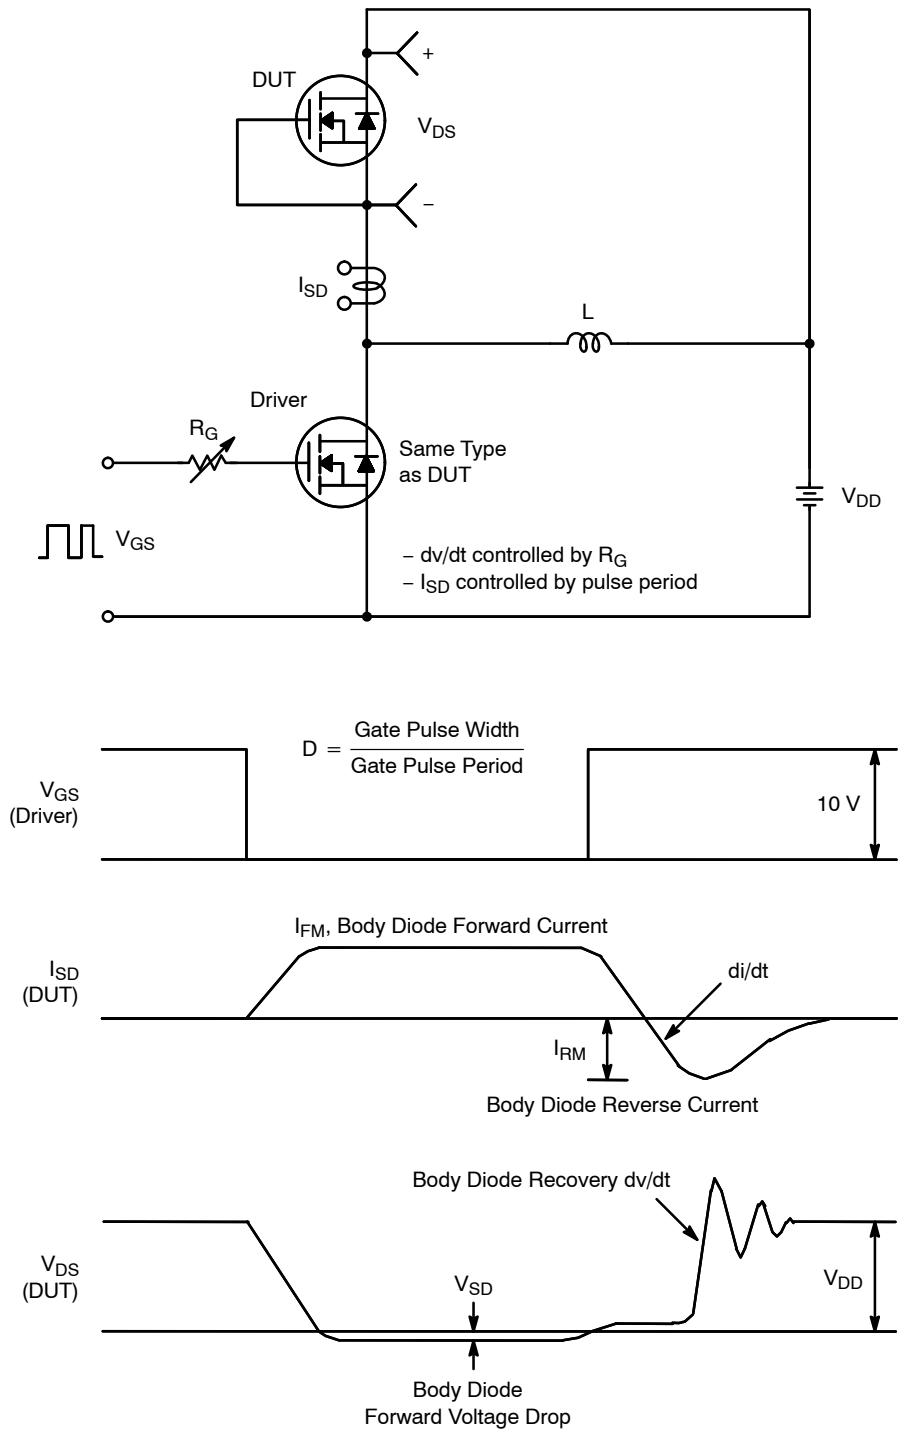 DUT
+
V_DS
−
I_SD
L
Driver
R_G
Same Type
as DUT
V_DD
V_GS
− dv/dt controlled by R_G
− I_SD controlled by pulse period
D = Gate Pulse Width
Gate Pulse Period
V_GS
(Driver)
10 V
I_FM, Body Diode Forward Current
I_SD
(DUT)
di/dt
I_RM
Body Diode Reverse Current
Body Diode Recovery dv/dt
V_DS
(DUT)
V_SD
V_DD
Body Diode
Forward Voltage Drop